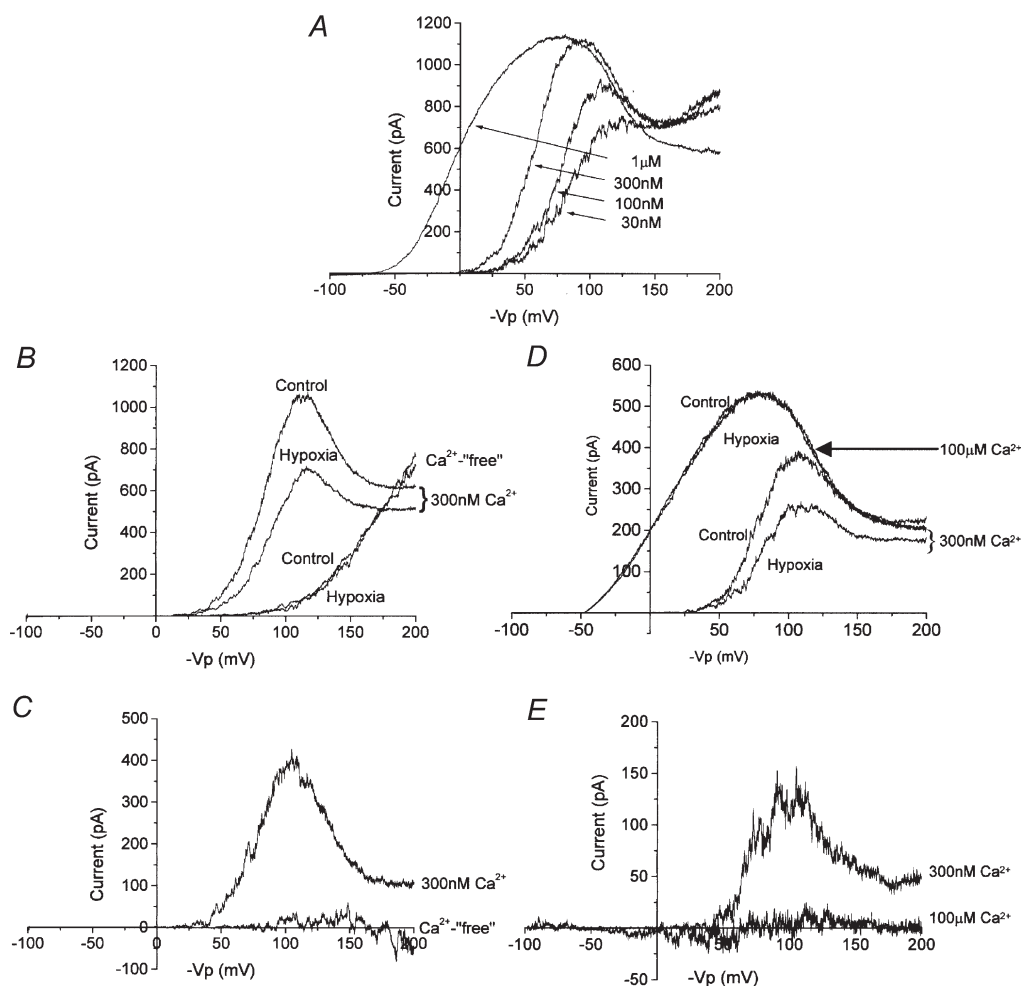 A
1200
1000
800
600
400
200
Current (pA)
1µM
300nM
100nM
30nM
-100
-50
50
100
150
200
-Vp (mV)
B
1200
1000
800
600
400
200
Current (pA)
Control
Hypoxia
Ca²⁺-"free"
300nM Ca²⁺
Control
Hypoxia
-100
-50
0
50
100
150
200
-Vp (mV)
D
600
500
400
300
200
100
Current (pA)
Control
Hypoxia
100µM Ca²⁺
Control
Hypoxia
300nM Ca²⁺
-100
-50
0
50
100
150
200
-Vp (mV)
C
500
400
300
200
100
0
-100
Current (pA)
300nM Ca²⁺
Ca²⁺-"free"
-100
-50
50
100
150
200
-Vp (mV)
E
200
150
100
50
0
-50
Current (pA)
300nM Ca²⁺
100µM Ca²⁺
-100
-50
0
50
100
150
200
-Vp (mV)